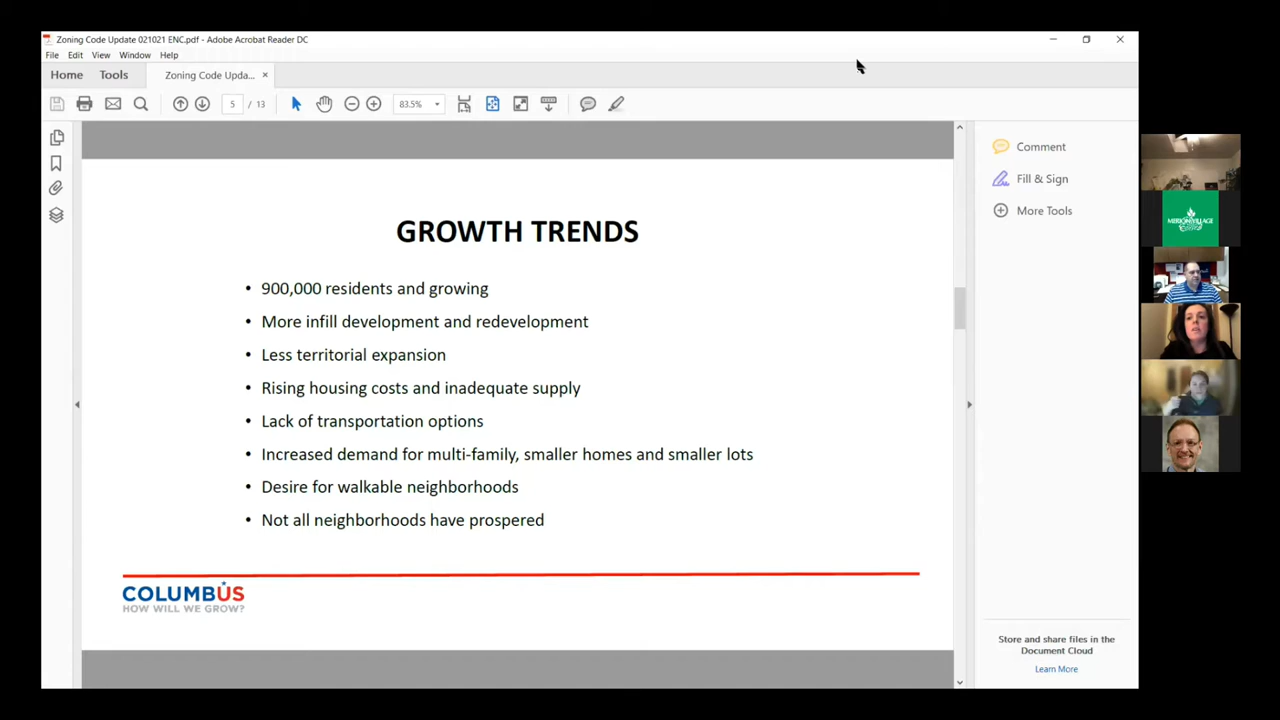 Zoning Code Update 021021 ENC.pdf - Adobe Acrobat Reader DC
File Edit View Window Help
Home Tools Zoning Code Upda... ×
5 / 13 83.5%
GROWTH TRENDS
• 900,000 residents and growing
• More infill development and redevelopment
• Less territorial expansion
• Rising housing costs and inadequate supply
• Lack of transportation options
• Increased demand for multi-family, smaller homes and smaller lots
• Desire for walkable neighborhoods
• Not all neighborhoods have prospered
COLUMBUS
HOW WILL WE GROW?
Comment
Fill & Sign
More Tools
Store and share files in the
Document Cloud
Learn More
MERION VILLAGE